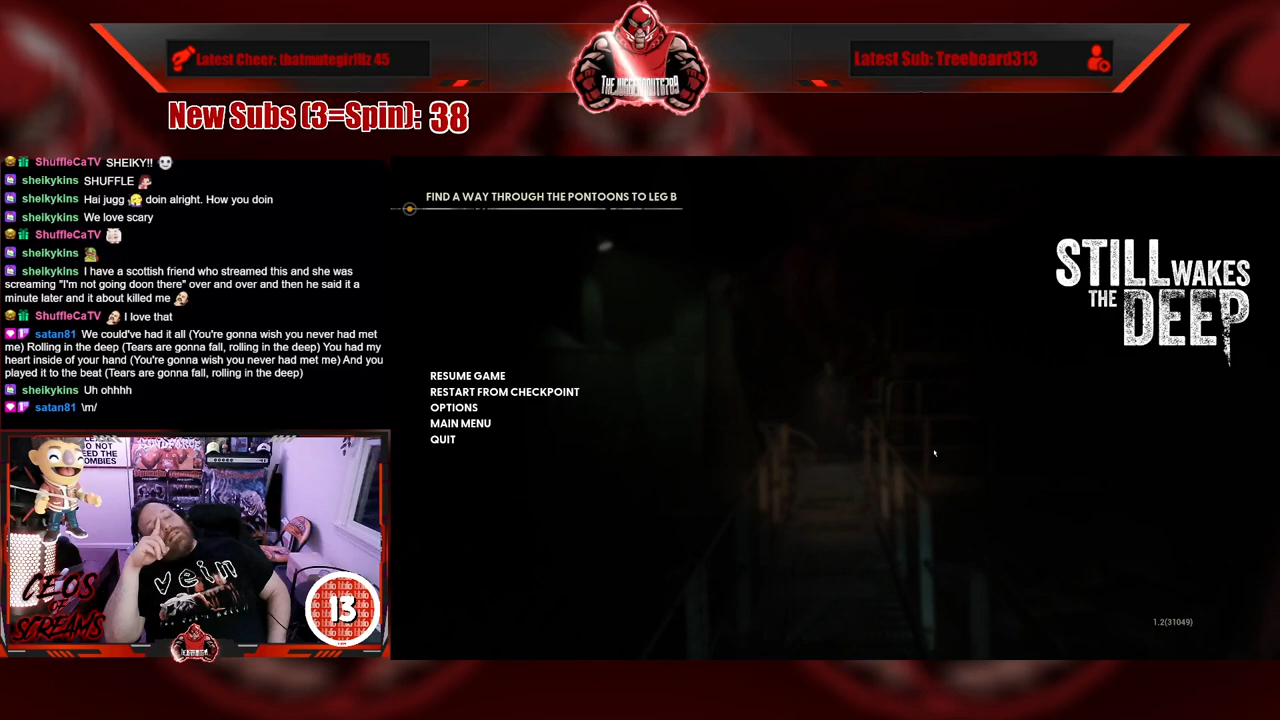 Latest Cheer: thatmutegirlliz 45
THEJUGGERNAUT6789
Latest Sub: Treebeard313
New Subs (3=Spin): 38
ShuffleCaTV SHEIKY!!
sheikykins SHUFFLE
sheikykins Hai jugg doin alright. How you doin
sheikykins We love scary
ShuffleCaTV
sheikykins
sheikykins I have a scottish friend who streamed this and she was
screaming "I'm not going doon there" over and over and then he said it a
minute later and it about killed me
ShuffleCaTV I love that
satan81 We could've had it all (You're gonna wish you never had met
me) Rolling in the deep (Tears are gonna fall, rolling in the deep) You had my
heart inside of your hand (You're gonna wish you never had met me) And you
played it to the beat (Tears are gonna fall, rolling in the deep)
sheikykins Uh ohhhh
satan81 \m/
FIND A WAY THROUGH THE PONTOONS TO LEG B
STILL WAKES
THE DEEP
RESUME GAME
RESTART FROM CHECKPOINT
OPTIONS
MAIN MENU
QUIT
1.2(31049)
DO NOT
FEED THE
ZOMBIES
vein
CEOS
OF
STREAMS
13